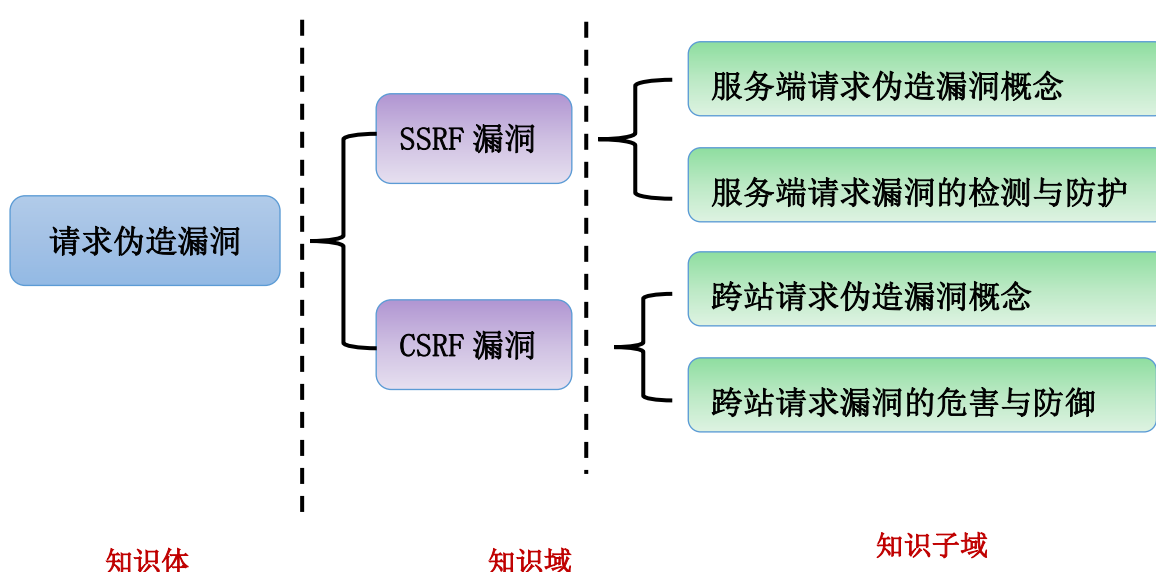 服务端请求伪造漏洞概念
SSRF 漏洞
服务端请求漏洞的检测与防护
请求伪造漏洞
跨站请求伪造漏洞概念
CSRF 漏洞
跨站请求漏洞的危害与防御
知识体
知识域
知识子域